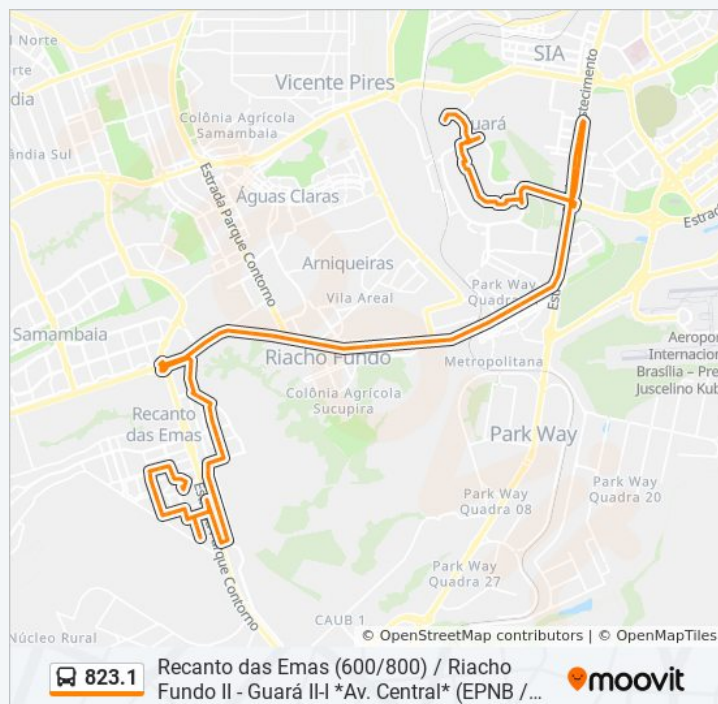 l Norte
SIA
Vicente Pires
dia
Colônia Agrícola
Samambaia
uará
ndia Sul
Estrada Parque Contorno
Águas Claras
Estrada
Arniqueiras
Vila Areal
Park Way
Quadra
Samambaia
Riacho Fundo
Metropolitana
Aeropor
Internacion
Brasília – Pre
Juscelino Kub
Colônia Agrícola
Sucupira
Recanto
das Emas
Park Way
Park Way
Quadra 08
Park Way
Quadra 20
Park Way
Quadra 27
Parque Contorno
CAUB 1
Núcleo Rural
© OpenStreetMap contributors | © OpenMapTiles
823.1
Recanto das Emas (600/800) / Riacho
Fundo II - Guará II-I *Av. Central* (EPNB /…
moovit